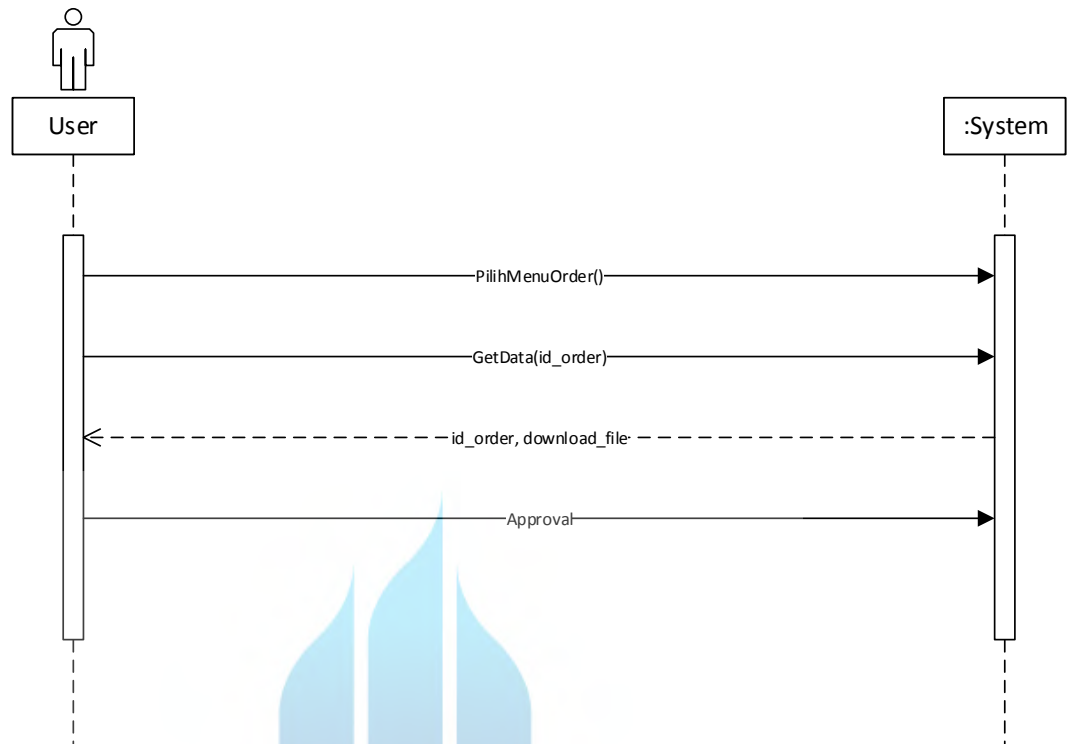 User
:System
PilihMenuOrder()
GetData(id_order)
id_order, download_file
Approval